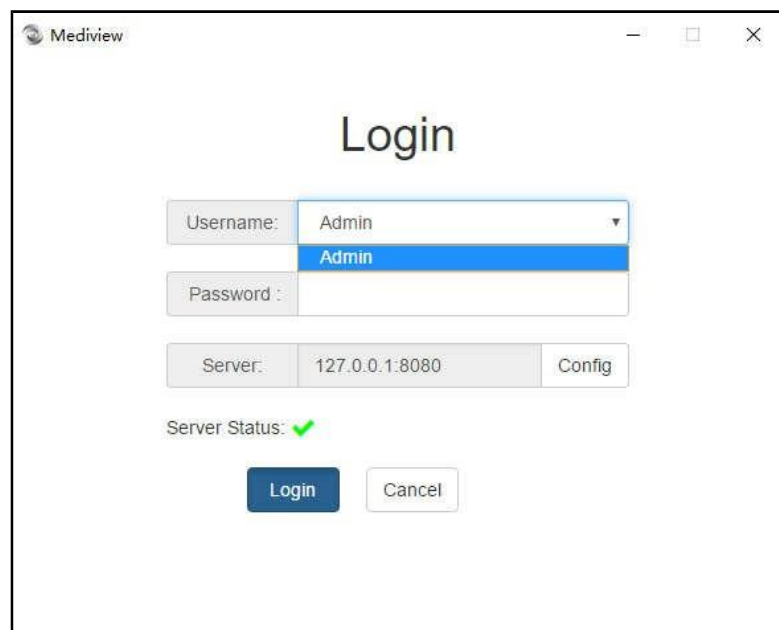 Mediview
Login
Username: Admin
Admin
Password :
Server: 127.0.0.1:8080 Config
Server Status:
Login Cancel